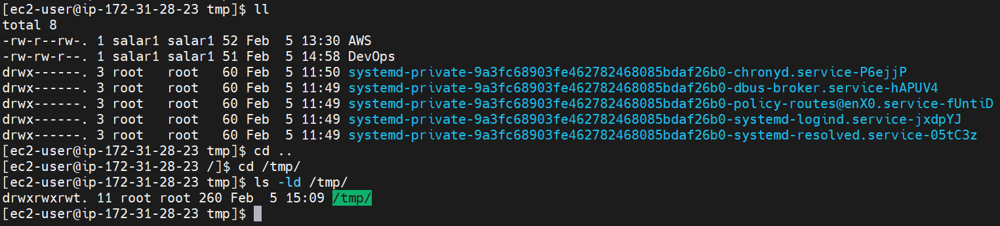 [ec2-user@ip-172-31-28-23 tmp]$ ll
total 8
-rw-r--rw-. 1 salar1 salar1 52 Feb  5 13:30 AWS
-rw-rw-r--. 1 salar1 salar1 51 Feb  5 14:58 DevOps
drwx------. 3 root   root   60 Feb  5 11:50 systemd-private-9a3fc68903fe462782468085bdaf26b0-chronyd.service-P6ejjP
drwx------. 3 root   root   60 Feb  5 11:49 systemd-private-9a3fc68903fe462782468085bdaf26b0-dbus-broker.service-hAPUV4
drwx------. 3 root   root   60 Feb  5 11:49 systemd-private-9a3fc68903fe462782468085bdaf26b0-policy-routes@enX0.service-fUntiD
drwx------. 3 root   root   60 Feb  5 11:49 systemd-private-9a3fc68903fe462782468085bdaf26b0-systemd-logind.service-jxdpYJ
drwx------. 3 root   root   60 Feb  5 11:49 systemd-private-9a3fc68903fe462782468085bdaf26b0-systemd-resolved.service-05tC3z
[ec2-user@ip-172-31-28-23 tmp]$ cd ..
[ec2-user@ip-172-31-28-23 /]$ cd /tmp/
[ec2-user@ip-172-31-28-23 tmp]$ ls -ld /tmp/
drwxrwxrwt. 11 root root 260 Feb  5 15:09 /tmp/
[ec2-user@ip-172-31-28-23 tmp]$